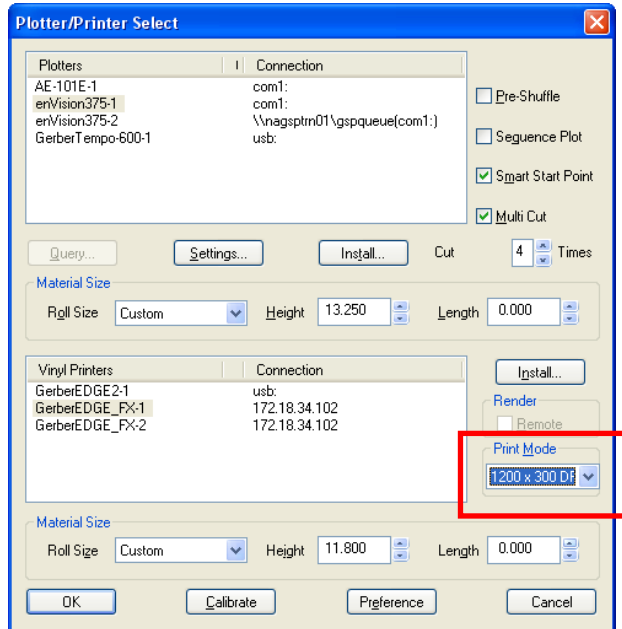 Plotter/Printer Select
Plotters I Connection
AE-101E-1 com1:
enVision375-1 com1:
enVision375-2 \\nagsptrn01\gspqueue(com1:)
GerberTempo-600-1 usb:
Pre-Shuffle
Sequence Plot
Smart Start Point
Multi Cut
Query... Settings... Install... Cut 4 Times
Material Size
Roll Size Custom Height 13.250 Length 0.000
Vinyl Printers Connection
GerberEDGE2-1 usb:
GerberEDGE_FX-1 172.18.34.102
GerberEDGE_FX-2 172.18.34.102
Install...
Render
Remote
Print Mode
1200 x 300 DP
Material Size
Roll Size Custom Height 11.800 Length 0.000
OK Calibrate Preference Cancel